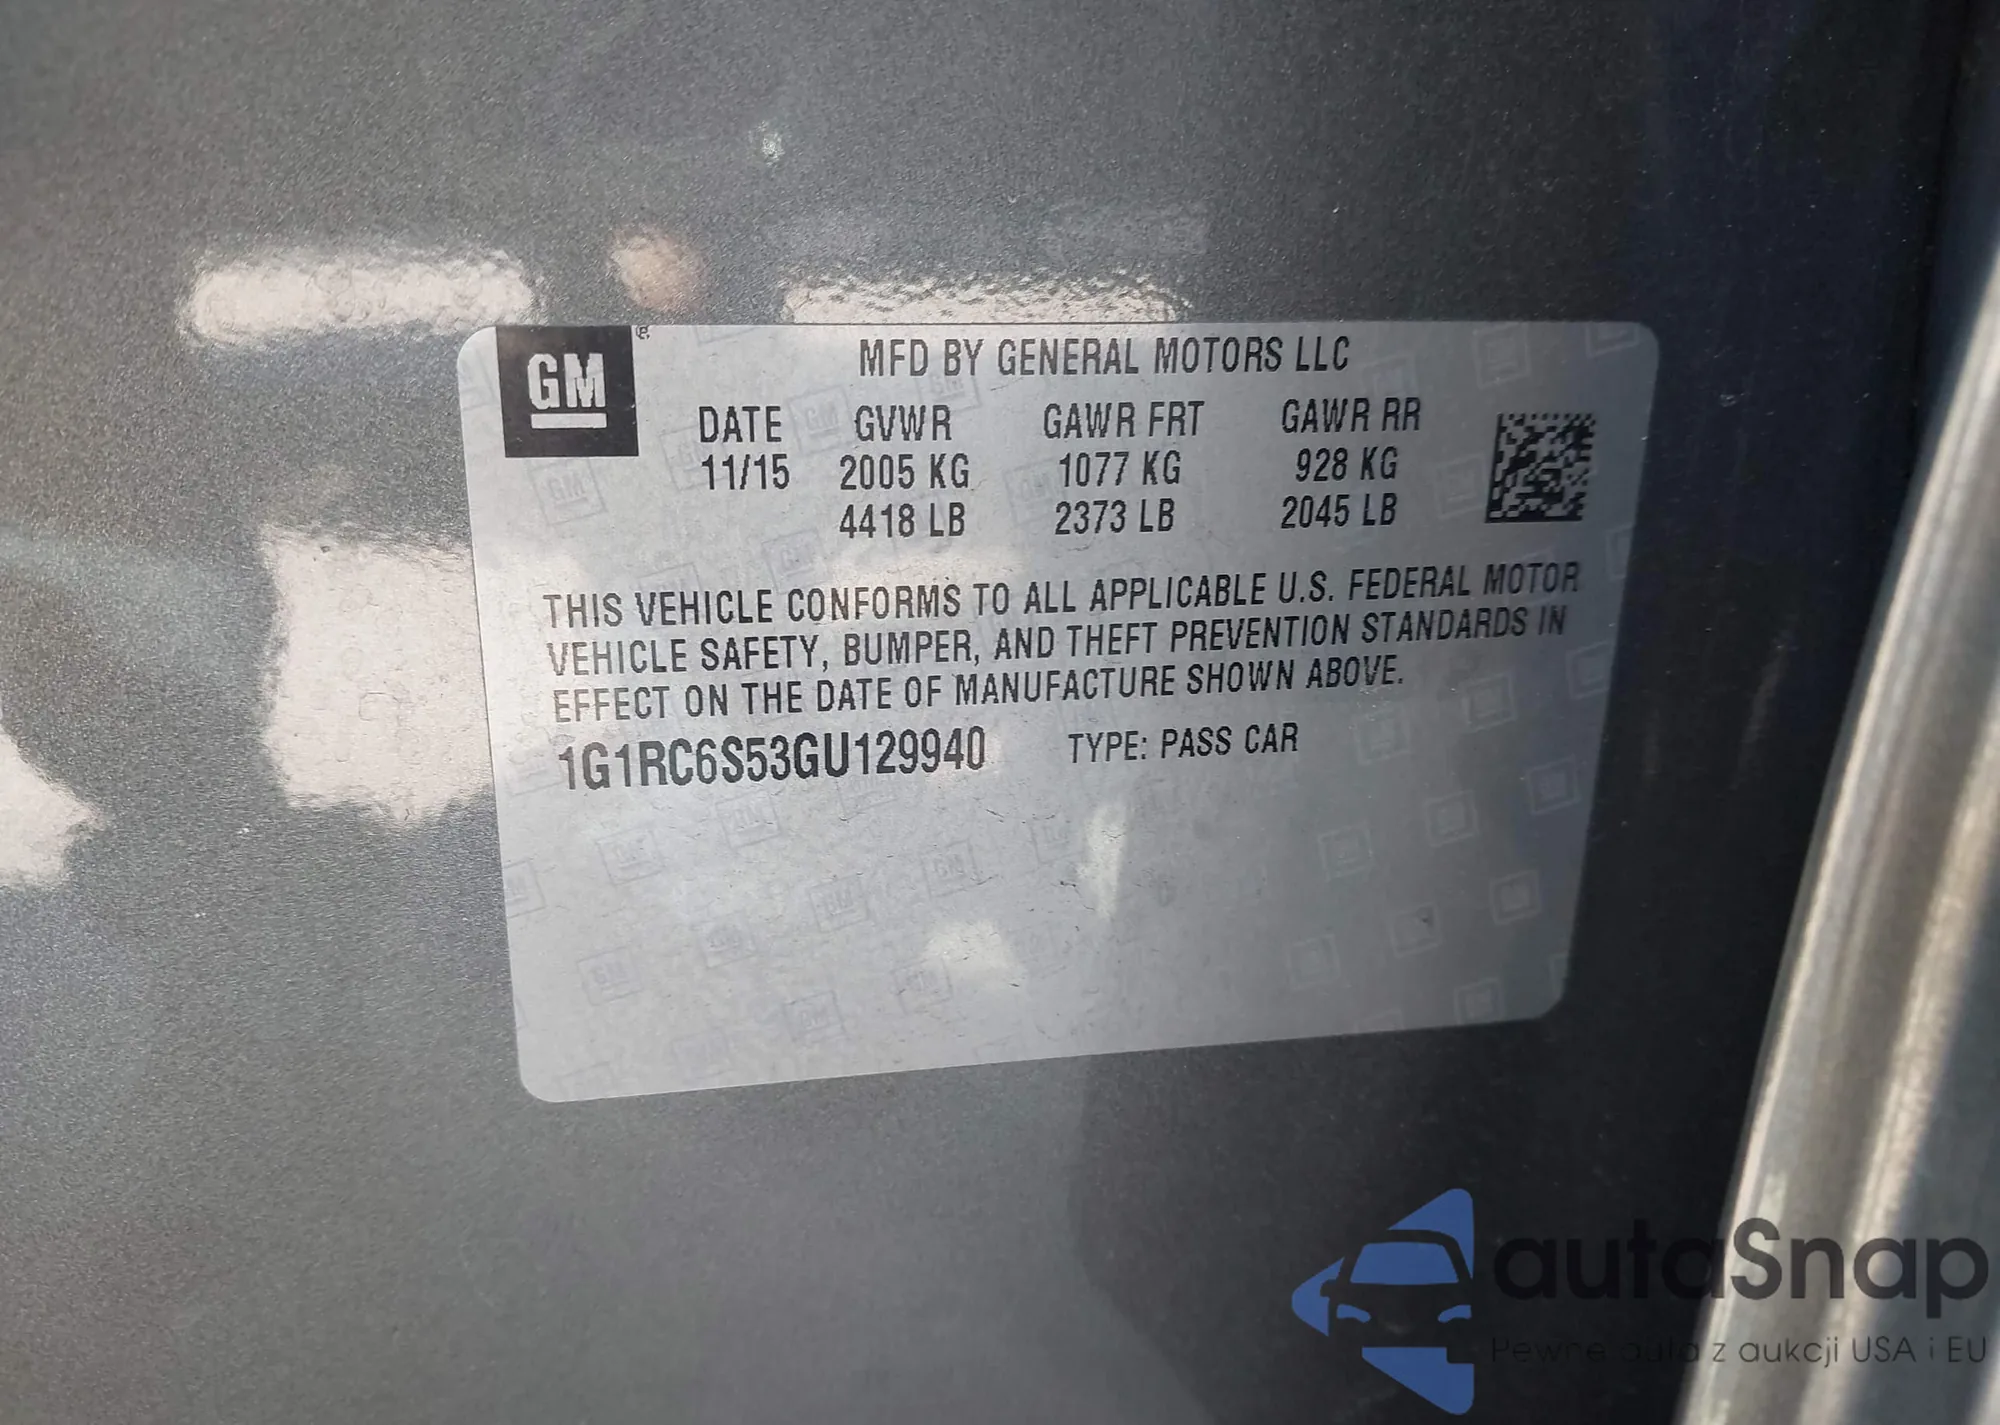 GM
MFD BY GENERAL MOTORS LLC
DATE GVWR GAWR FRT GAWR RR
11/15 2005 KG 1077 KG 928 KG
4418 LB 2373 LB 2045 LB
THIS VEHICLE CONFORMS TO ALL APPLICABLE U.S. FEDERAL MOTOR
VEHICLE SAFETY, BUMPER, AND THEFT PREVENTION STANDARDS IN
EFFECT ON THE DATE OF MANUFACTURE SHOWN ABOVE.
1G1RC6S53GU129940 TYPE: PASS CAR
autaSnap
Pewne auta z aukcji USA i EU